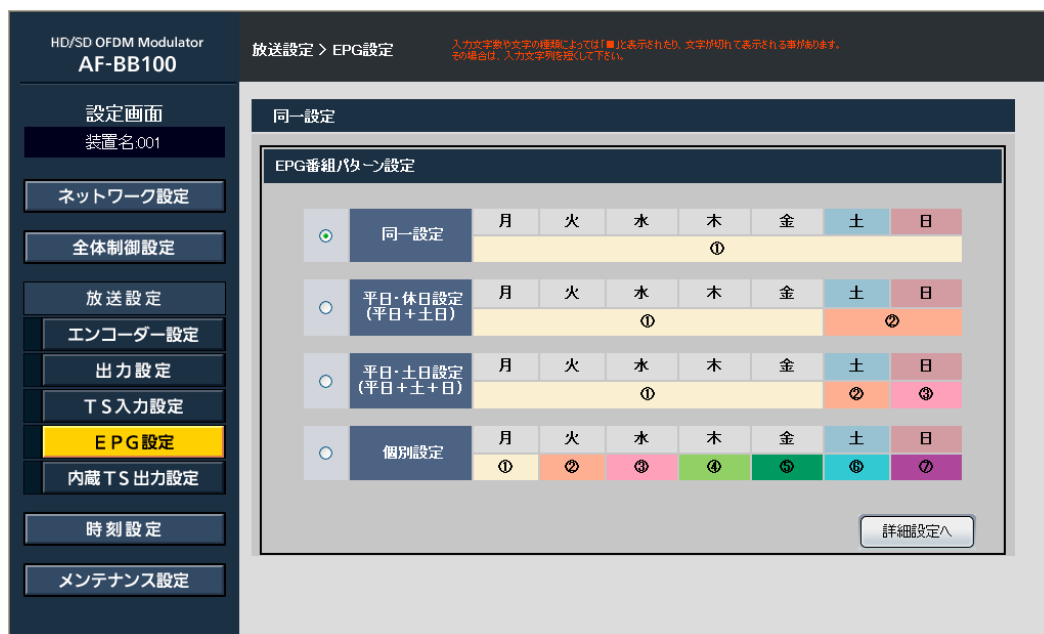 HD/SD OFDM Modulator
AF-BB100
設定画面
装置名:001
ネットワーク設定
全体制御設定
放送設定
エンコーダー設定
出力設定
TS入力設定
EPG設定
内蔵TS出力設定
時刻設定
メンテナンス設定
放送設定 > EPG設定
入力文字数や文字の種類によっては「■」と表示されたり、文字が切れて表示される事があります。
その場合は、入力文字列を短くして下さい。
同一設定
EPG番組パターン設定
同一設定
月 火 水 木 金 土 日
①
平日・休日設定
(平日+土日)
月 火 水 木 金 土 日
① ②
平日・土日設定
(平日+土+日)
月 火 水 木 金 土 日
① ② ③
個別設定
月 火 水 木 金 土 日
① ② ③ ④ ⑤ ⑥ ⑦
詳細設定へ